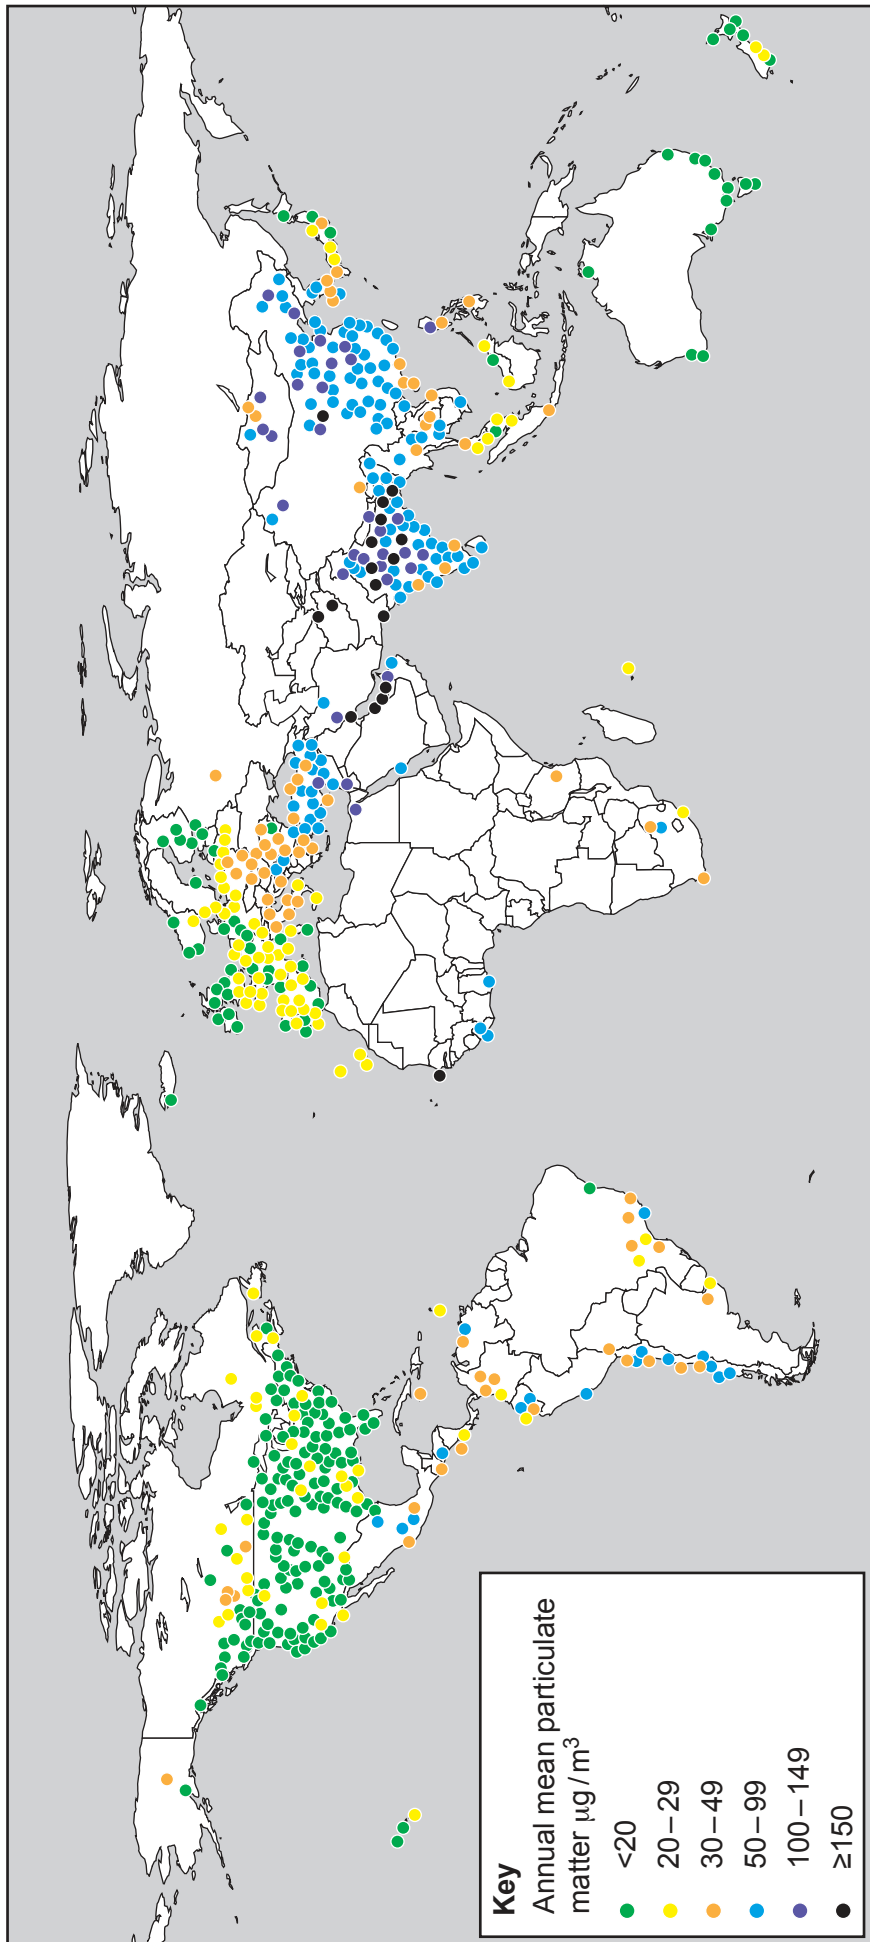 Key
Annual mean particulate
matter μg / m³
<20
20 – 29
30 – 49
50 – 99
100 – 149
≥150